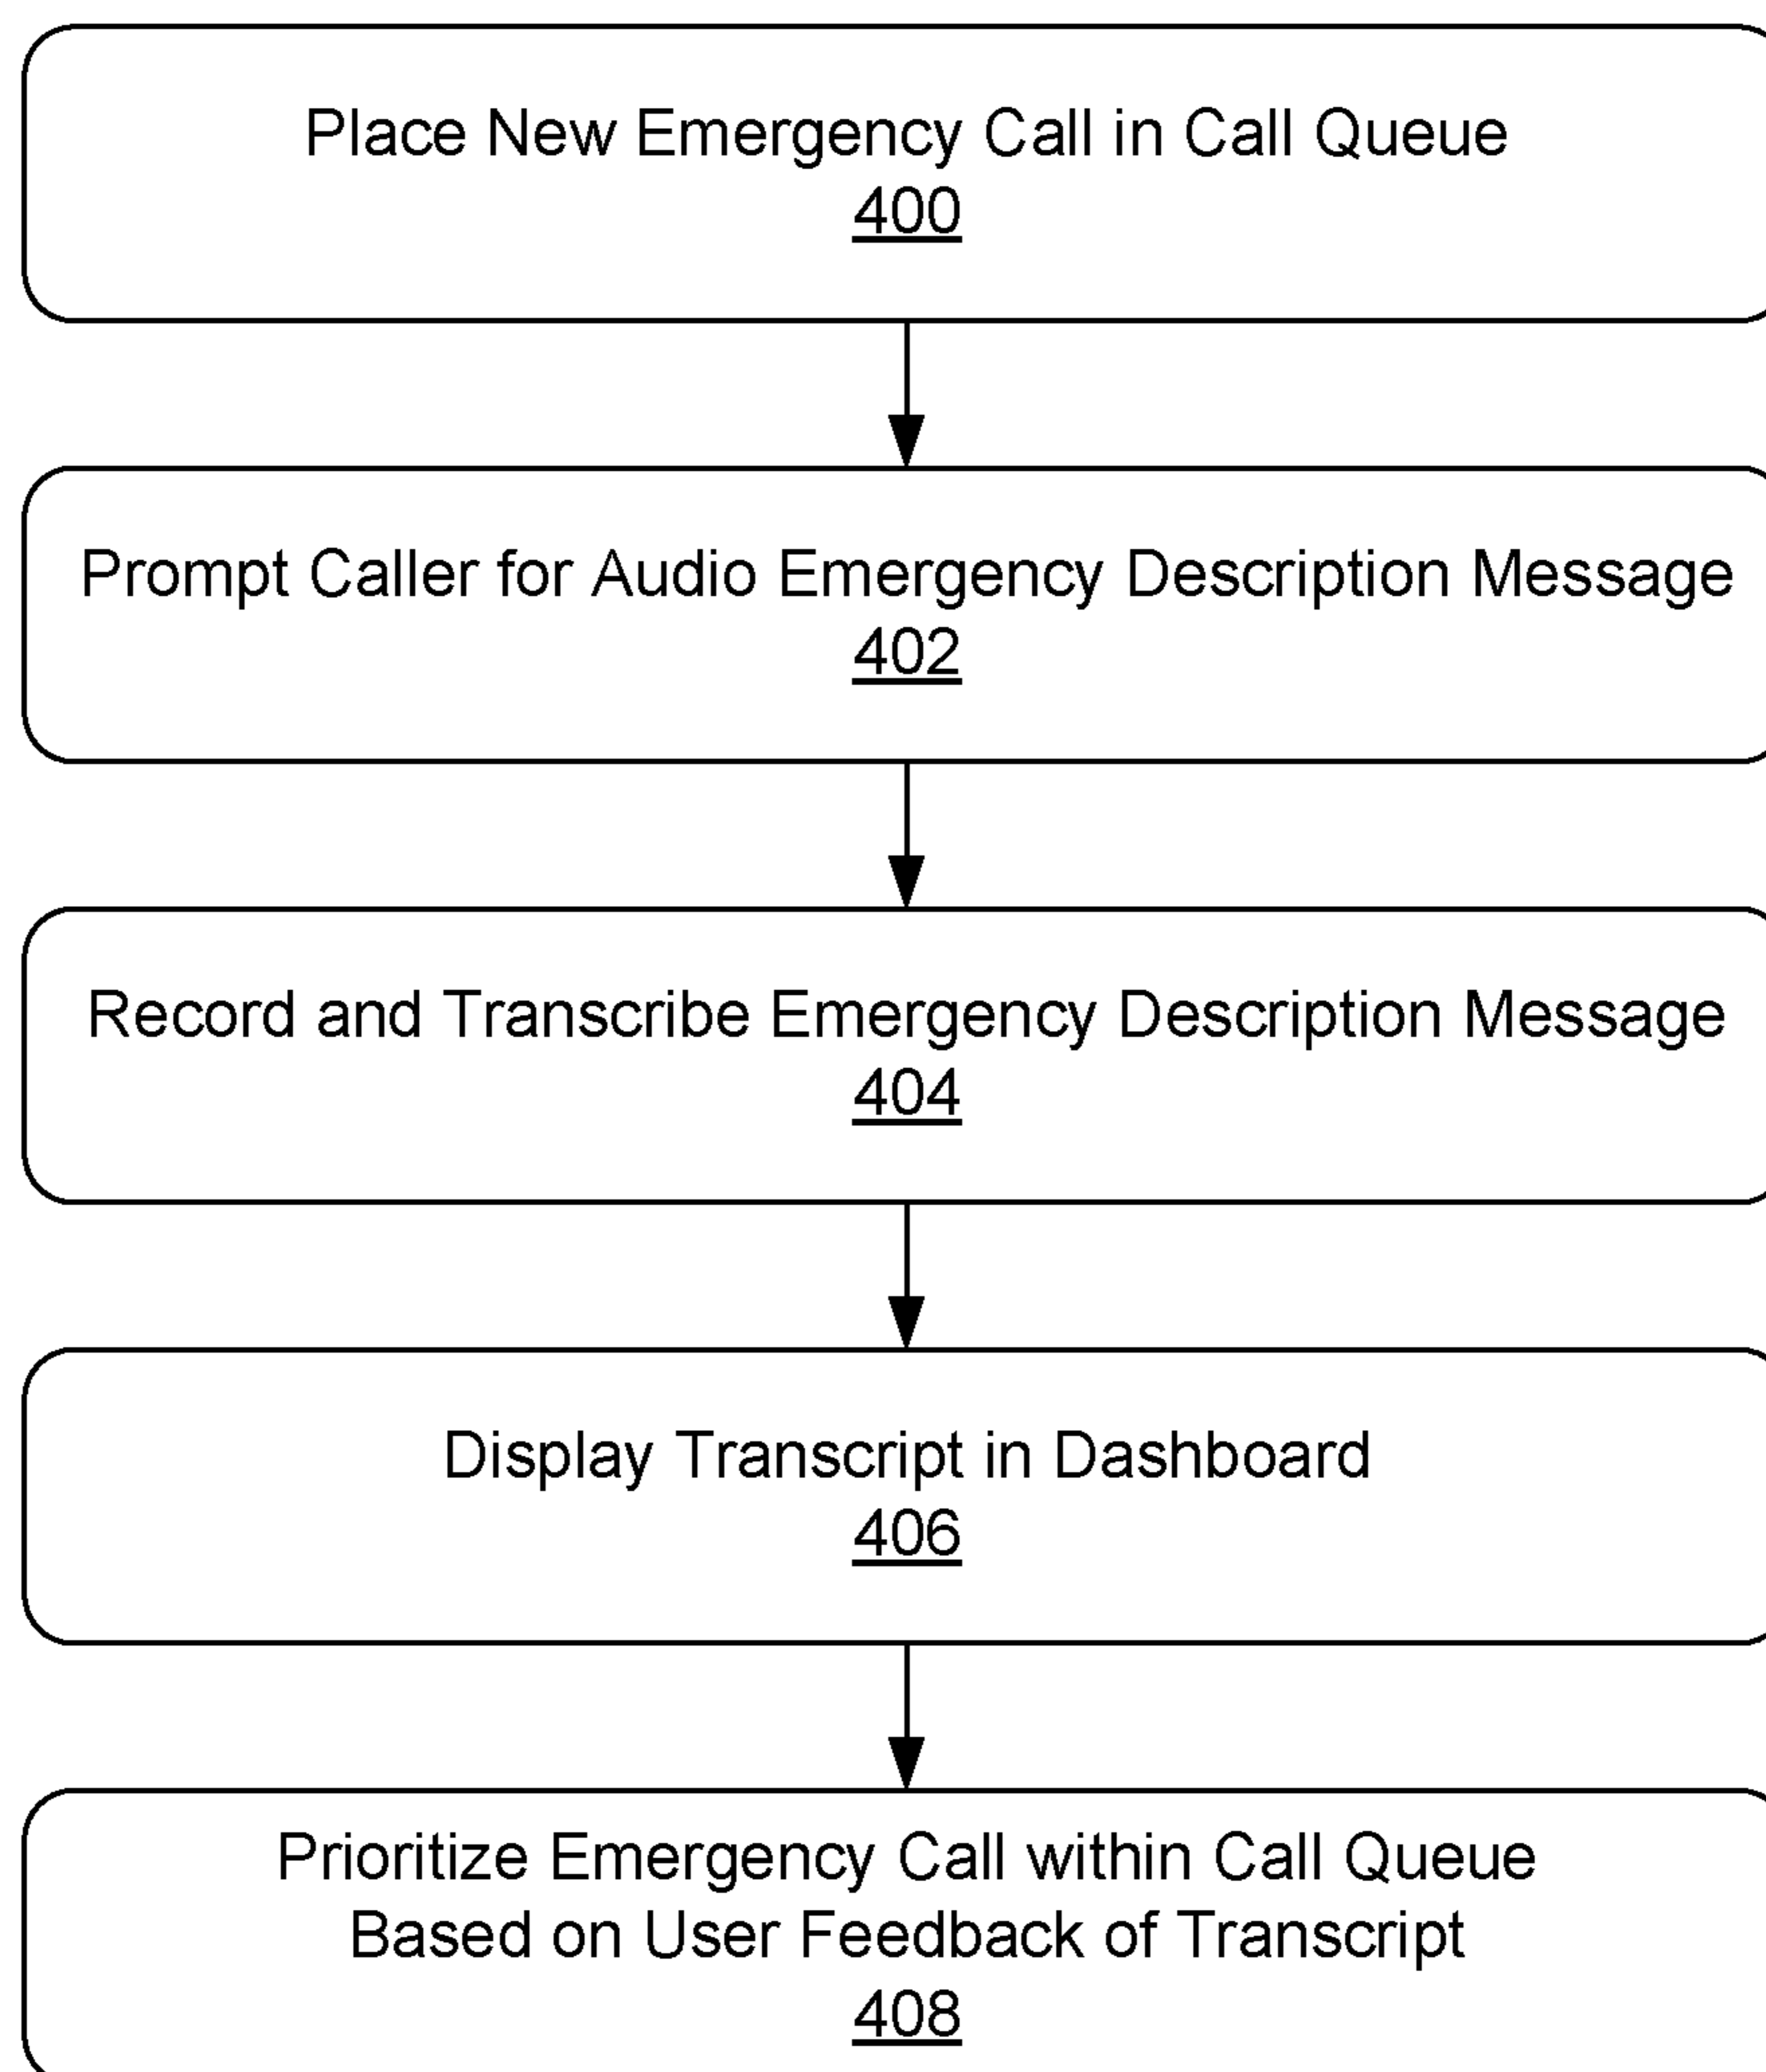 Place New Emergency Call in Call Queue
400
Prompt Caller for Audio Emergency Description Message
402
Record and Transcribe Emergency Description Message
404
Display Transcript in Dashboard
406
Prioritize Emergency Call within Call Queue
Based on User Feedback of Transcript
408